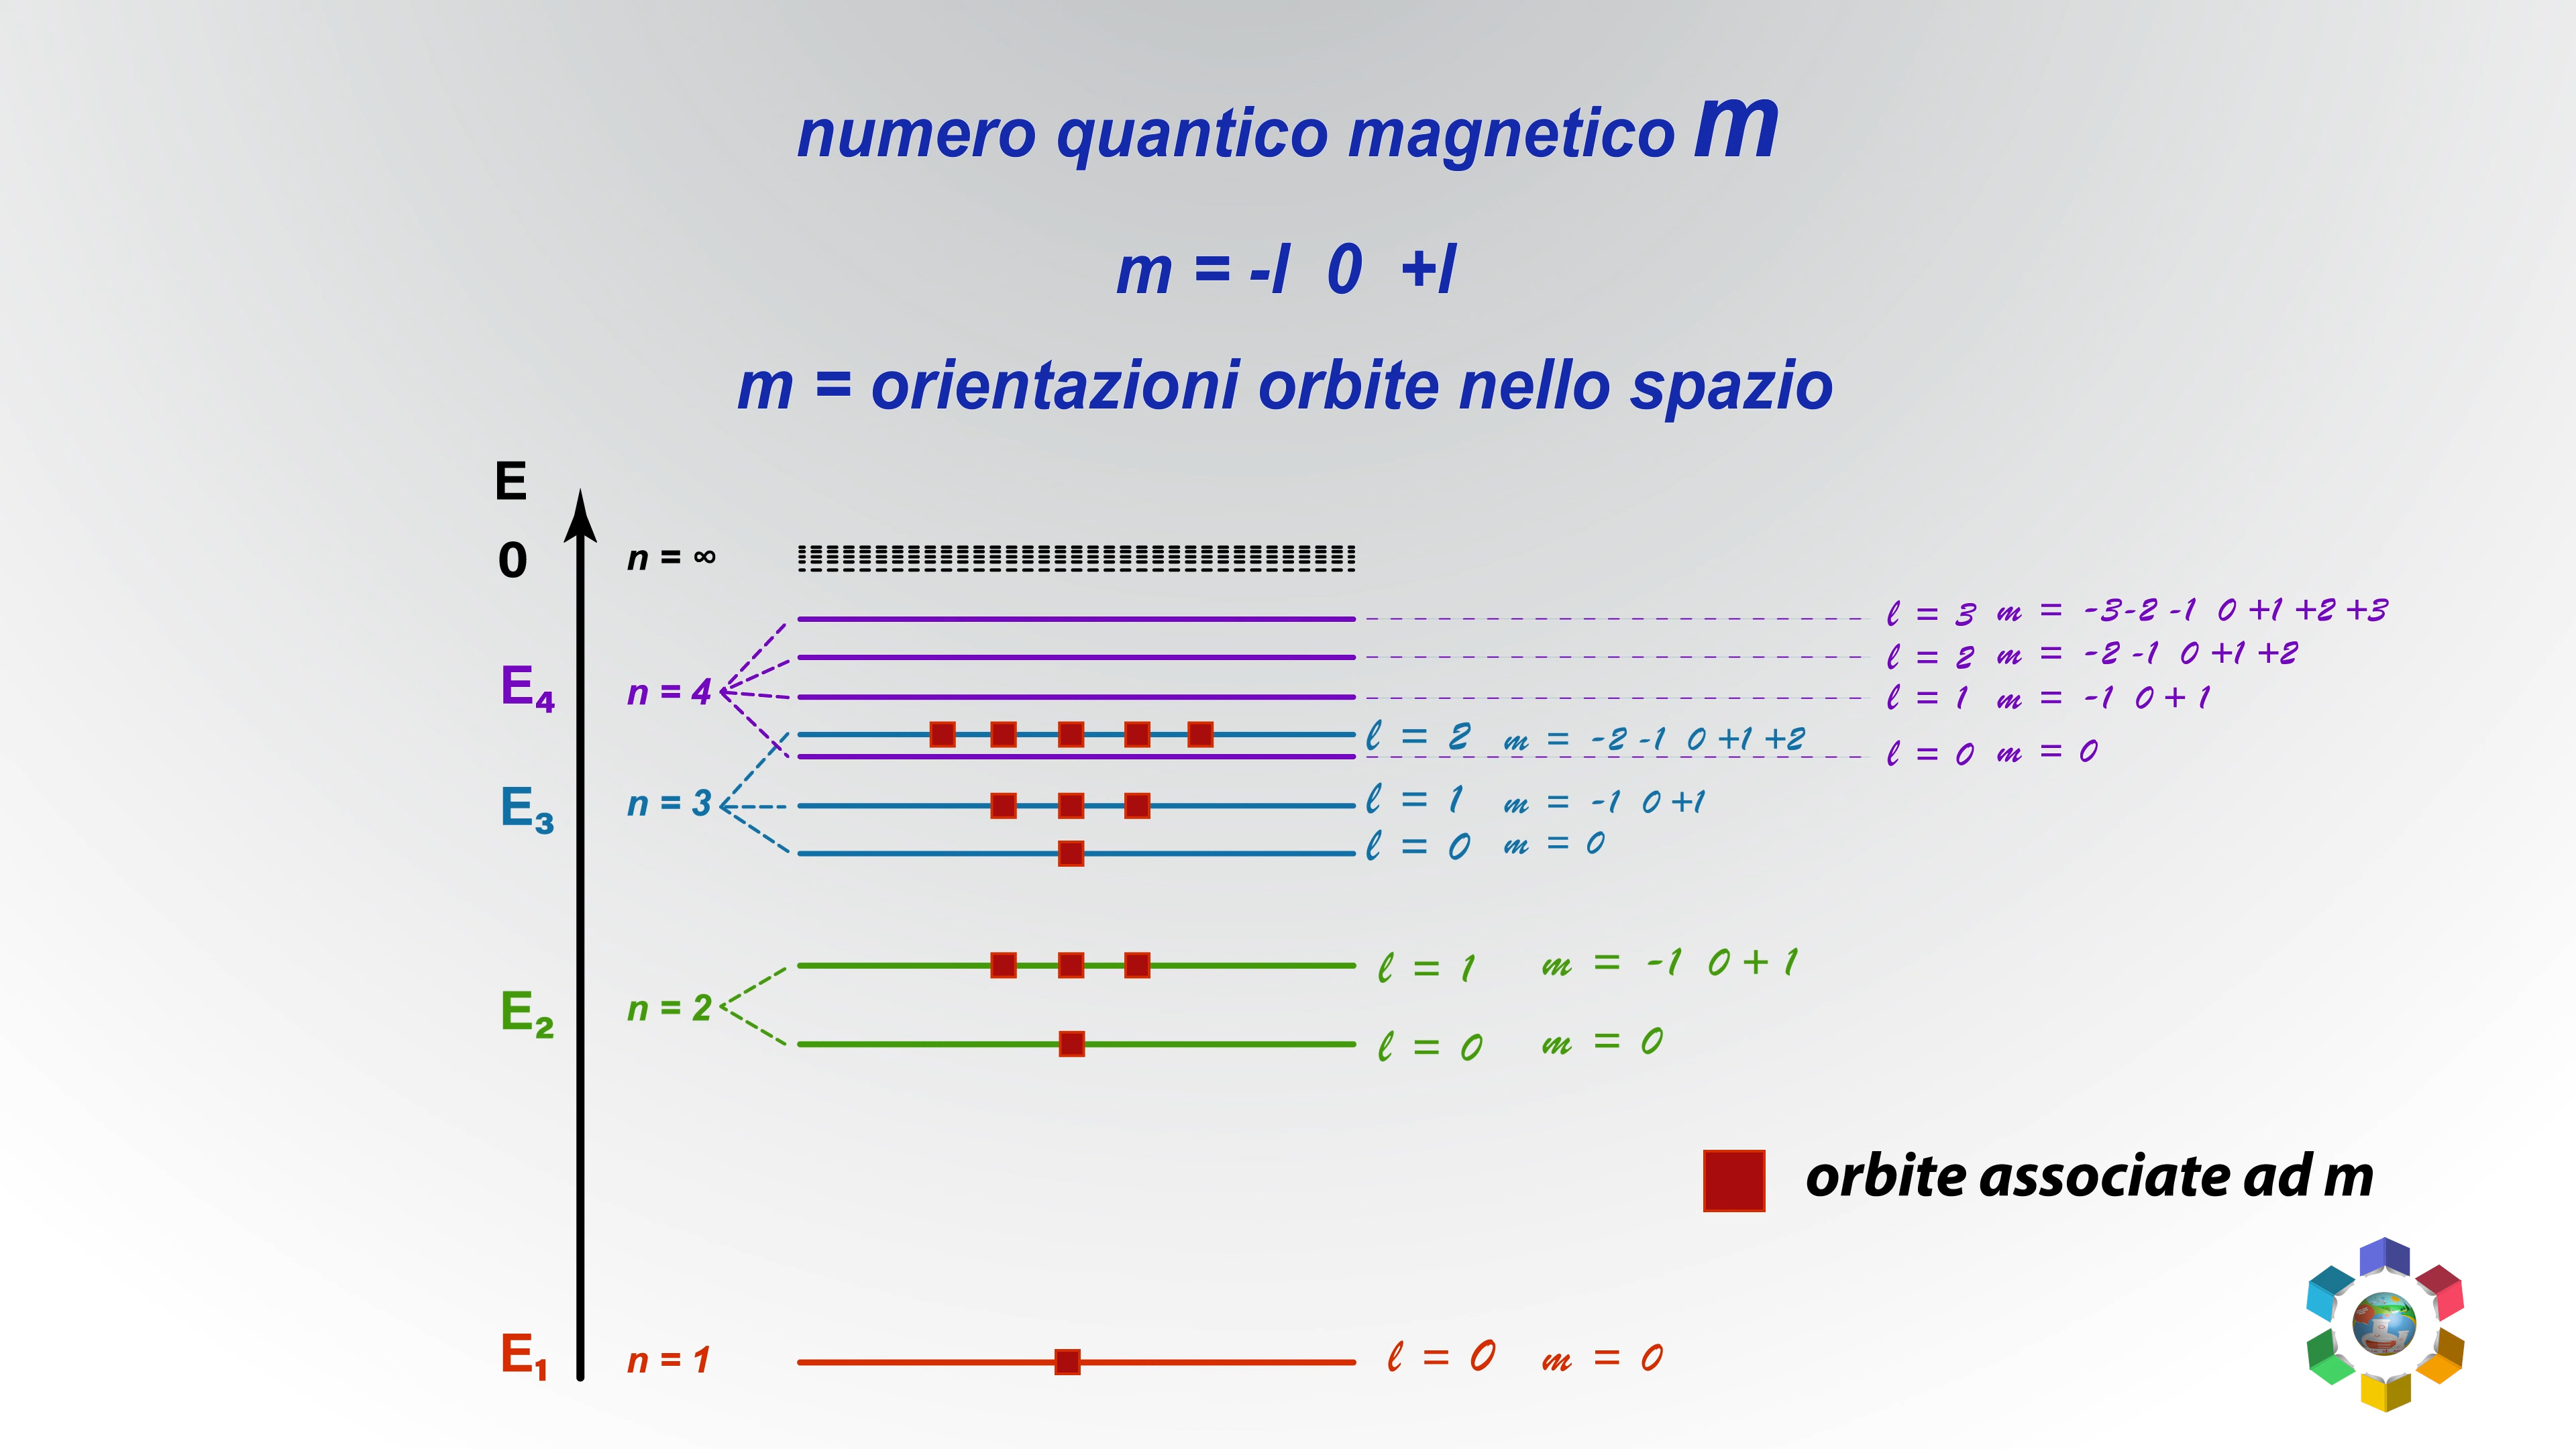 numero quantico magnetico m
m = -l 0 +l
m = orientazioni orbite nello spazio
E
0 n = ∞
l = 3 m = -3-2 -1 0 +1 +2 +3
l = 2 m = -2 -1 0 +1 +2
E4 n = 4 l = 1 m = -1 0 + 1
l = 2 m = -2 -1 0 +1 +2
l = 0 m = 0
E3 n = 3 l = 1 m = -1 0 +1
l = 0 m = 0
l = 1 m = -1 0 + 1
E2 n = 2
l = 0 m = 0
orbite associate ad m
E1 n = 1 l = 0 m = 0